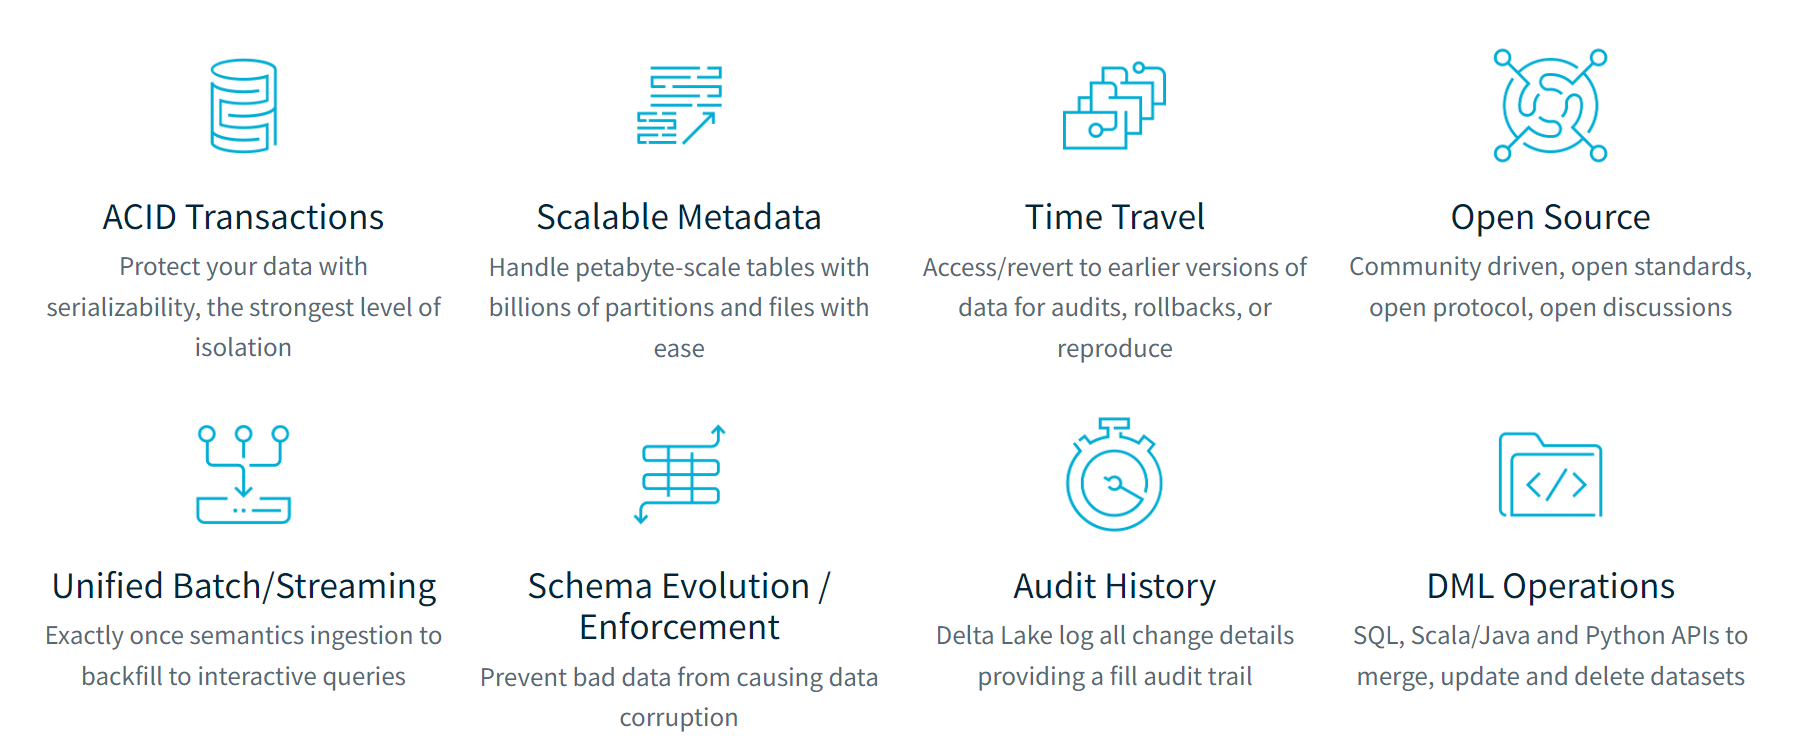 ACID Transactions
Protect your data with
serializability, the strongest level of
isolation
Scalable Metadata
Handle petabyte-scale tables with
billions of partitions and files with
ease
Time Travel
Access/revert to earlier versions of
data for audits, rollbacks, or
reproduce
Open Source
Community driven, open standards,
open protocol, open discussions
Unified Batch/Streaming
Exactly once semantics ingestion to
backfill to interactive queries
Schema Evolution /
Enforcement
Prevent bad data from causing data
corruption
Audit History
Delta Lake log all change details
providing a fill audit trail
DML Operations
SQL, Scala/Java and Python APIs to
merge, update and delete datasets